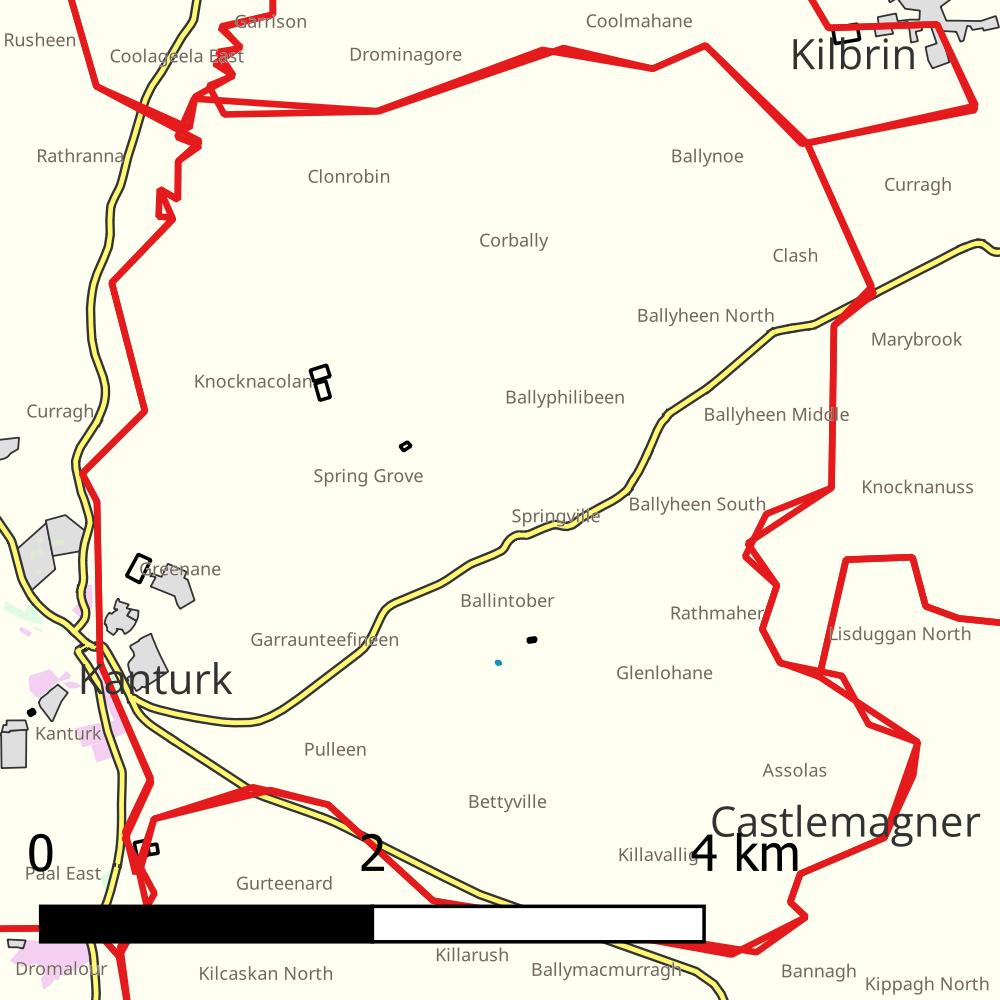 Garrison
Coolmahane
Rusheen
Coolageela East
Drominagore
Kilbrin
Rathranna
Ballynoe
Clonrobin
Curragh
Corbally
Clash
Ballyheen North
Marybrook
Knocknacolan
Ballyphilibeen
Curragh
Ballyheen Middle
Spring Grove
Knocknanuss
Ballyheen South
Springville
Greenane
Ballintober
Rathmaher
Garraunteefineen
Lisduggan North
Glenlohane
Kanturk
Kanturk
Pulleen
Assolas
Bettyville
Castlemagner
0 2 4 km
Killavallig
Paal East
Gurteenard
Killarush
Dromalour
Kilcaskan North
Ballymacmurragh
Bannagh
Kippagh North